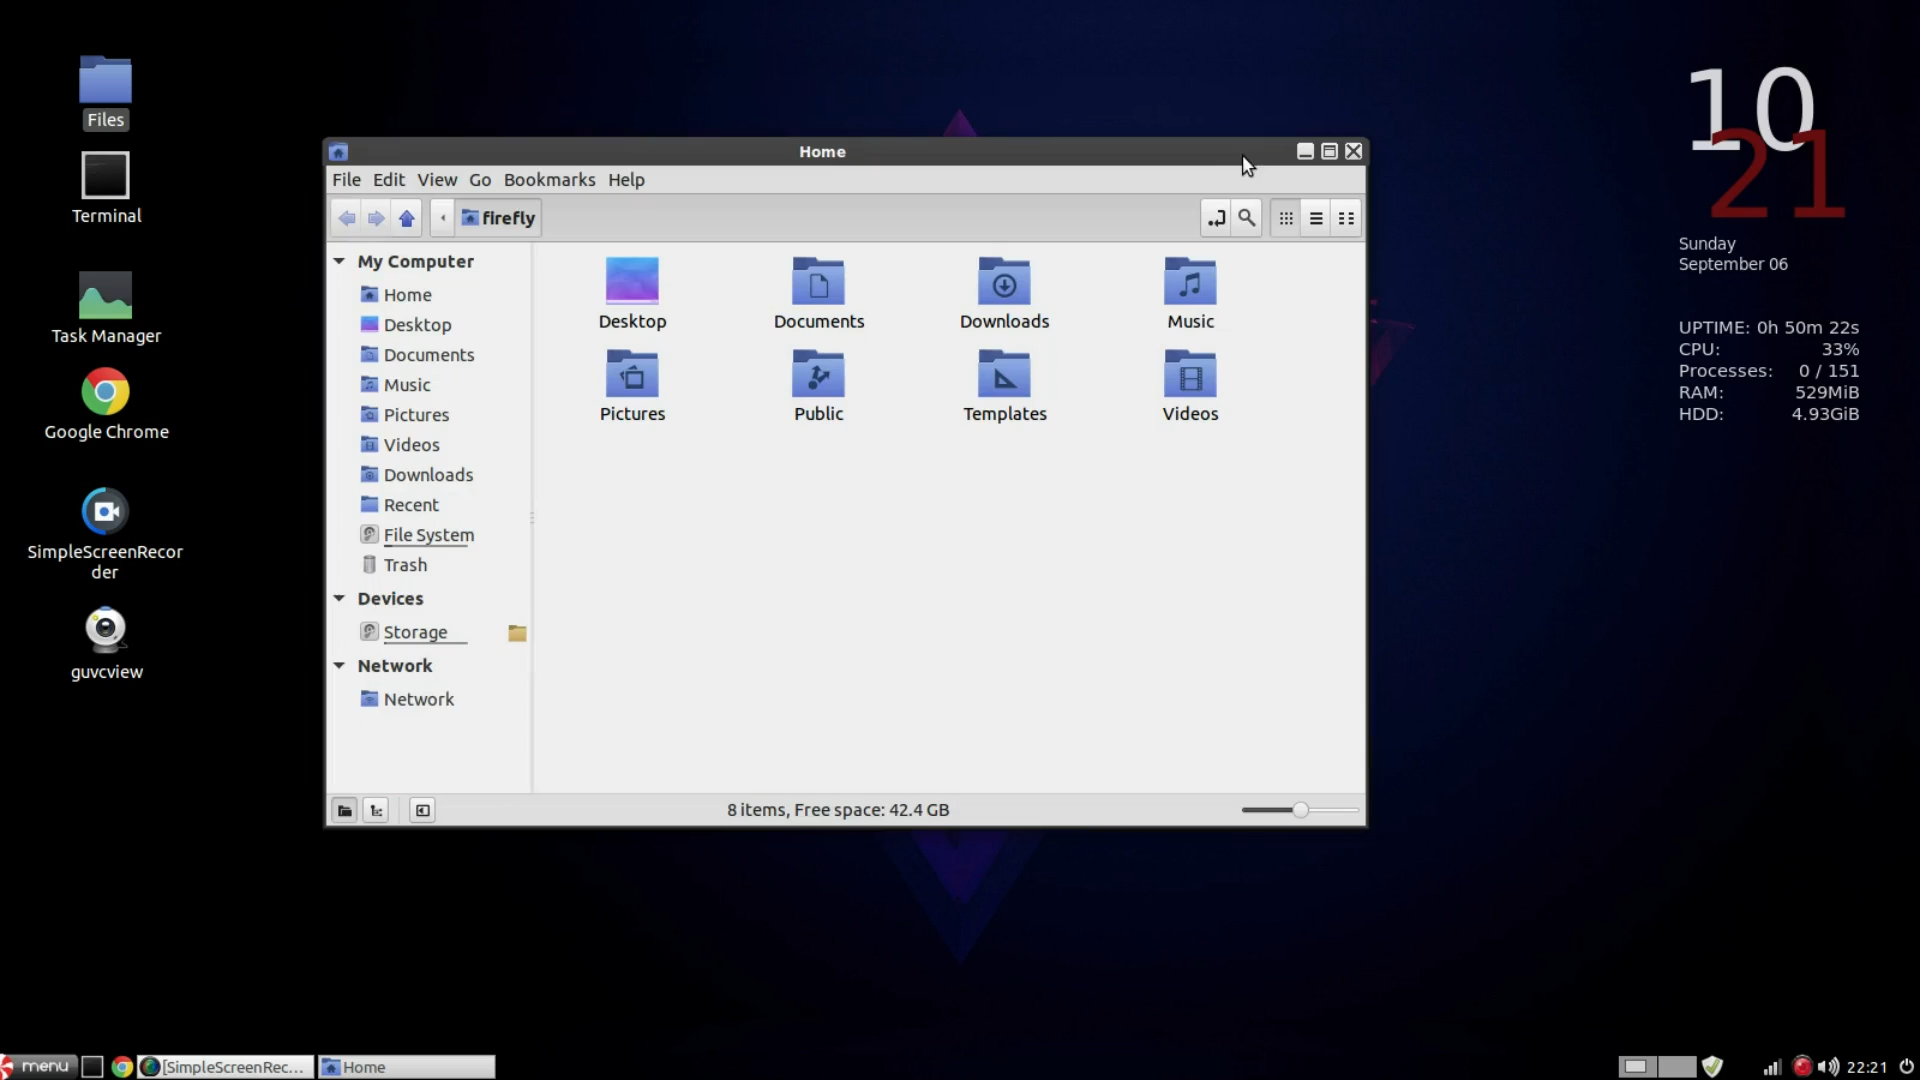 Files
Terminal
Task Manager
Google Chrome
SimpleScreenRecor
der
guvcview
Home
File Edit View Go Bookmarks Help
firefly
My Computer
Home
Desktop
Documents
Music
Pictures
Videos
Downloads
Recent
File System
Trash
Devices
Storage
Network
Network
Desktop
Documents
Downloads
Music
Pictures
Public
Templates
Videos
8 items, Free space: 42.4 GB
10
21
Sunday
September 06
UPTIME: 0h 50m 22s
CPU: 33%
Processes: 0 / 151
RAM: 529MiB
HDD: 4.93GiB
menu
[SimpleScreenRec...
Home
22:21